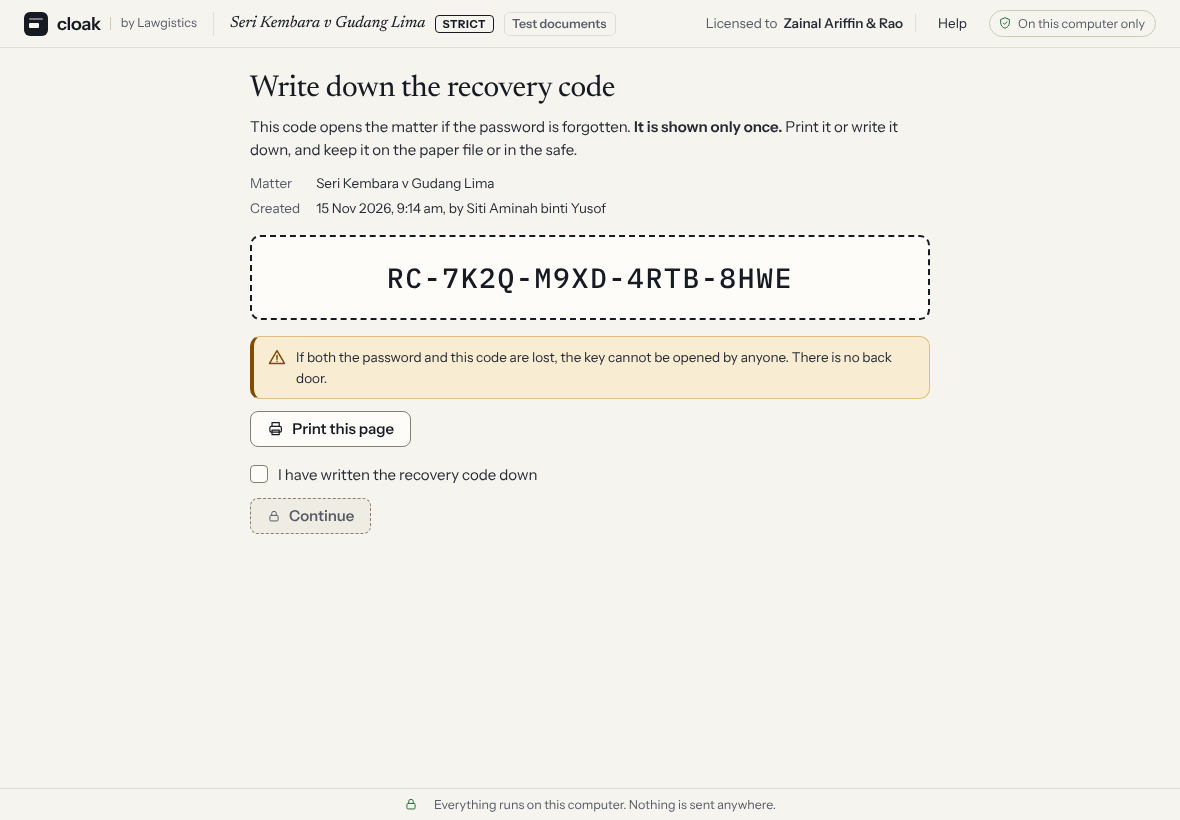 cloak by Lawgistics Seri Kembara v Gudang Lima STRICT Test documents Licensed to Zainal Ariffin & Rao Help On this computer only
Write down the recovery code
This code opens the matter if the password is forgotten. It is shown only once. Print it or write it
down, and keep it on the paper file or in the safe.
Matter Seri Kembara v Gudang Lima
Created 15 Nov 2026, 9:14 am, by Siti Aminah binti Yusof
RC-7K2Q-M9XD-4RTB-8HWE
If both the password and this code are lost, the key cannot be opened by anyone. There is no back
door.
Print this page
I have written the recovery code down
Continue
Everything runs on this computer. Nothing is sent anywhere.